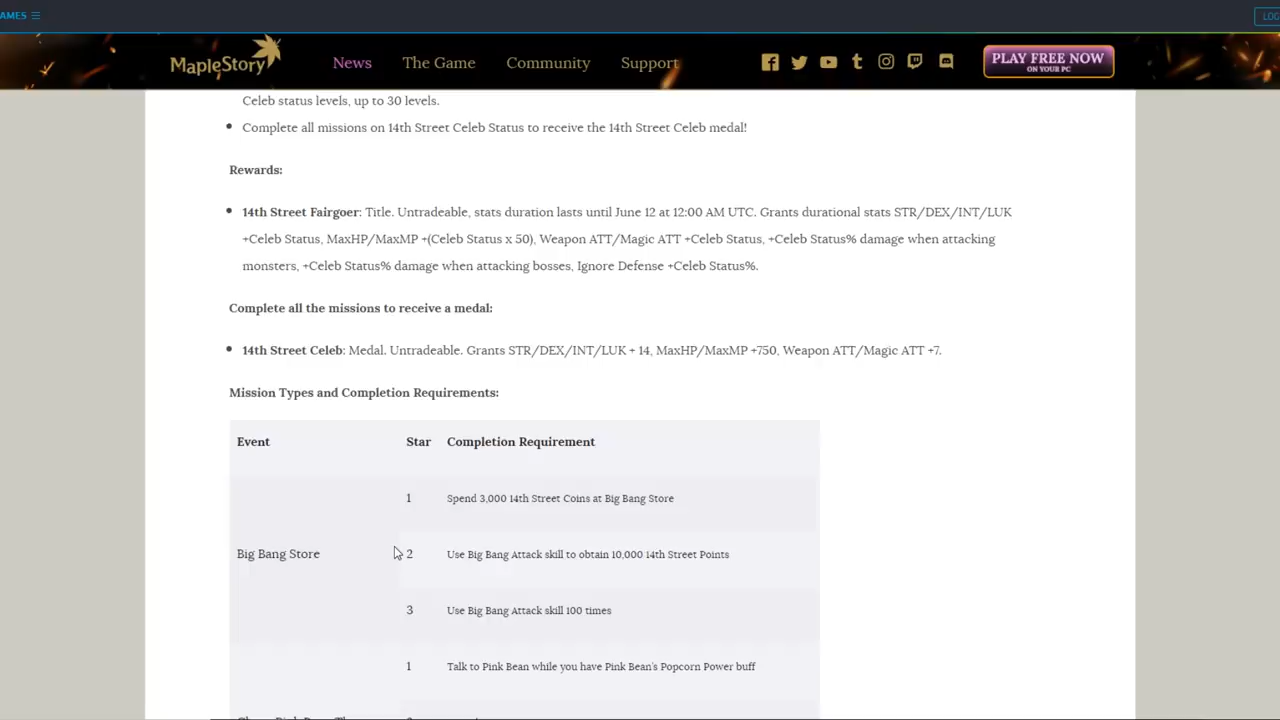 AMES
LOG
MapleStory
News
The Game
Community
Support
PLAY FREE NOW
ON YOUR PC
Celeb status levels, up to 30 levels.
Complete all missions on 14th Street Celeb Status to receive the 14th Street Celeb medal!
Rewards:
14th Street Fairgoer: Title. Untradeable, stats duration lasts until June 12 at 12:00 AM UTC. Grants durational stats STR/DEX/INT/LUK
+Celeb Status, MaxHP/MaxMP +(Celeb Status x 50), Weapon ATT/Magic ATT +Celeb Status, +Celeb Status% damage when attacking
monsters, +Celeb Status% damage when attacking bosses, Ignore Defense +Celeb Status%.
Complete all the missions to receive a medal:
14th Street Celeb: Medal. Untradeable. Grants STR/DEX/INT/LUK + 14, MaxHP/MaxMP +750, Weapon ATT/Magic ATT +7.
Mission Types and Completion Requirements:
Event Star Completion Requirement
1 Spend 3,000 14th Street Coins at Big Bang Store
Big Bang Store 2 Use Big Bang Attack skill to obtain 10,000 14th Street Points
3 Use Big Bang Attack skill 100 times
1 Talk to Pink Bean while you have Pink Bean's Popcorn Power buff